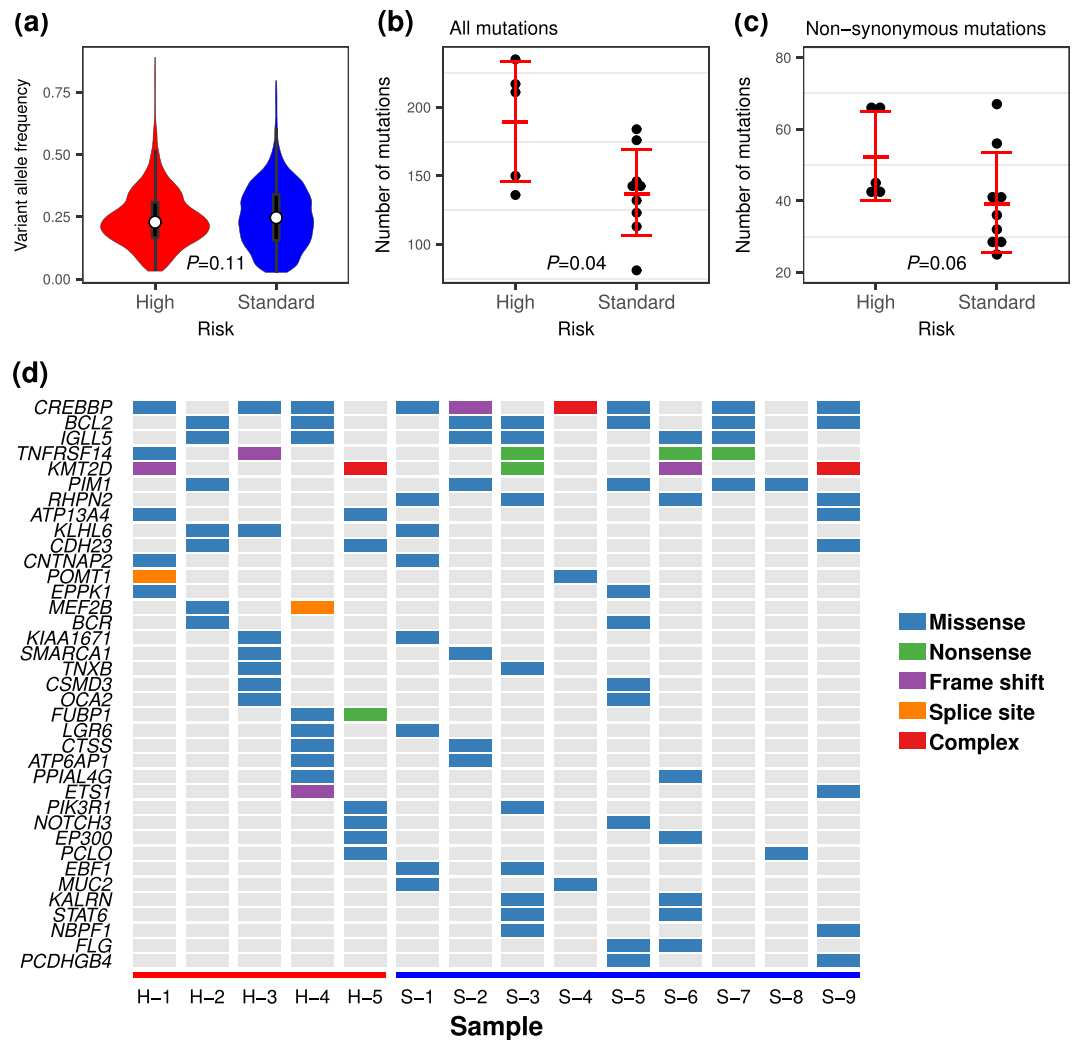 (a)
Variant allele frequency
0.75
0.50
0.25
0.00
P=0.11
High
Standard
Risk
(b)
All mutations
Number of mutations
200
150
100
P=0.04
High
Standard
Risk
(c)
Non−synonymous mutations
Number of mutations
80
60
40
20
P=0.06
High
Standard
Risk
(d)
CREBBP
BCL2
IGLL5
TNFRSF14
KMT2D
PIM1
RHPN2
ATP13A4
KLHL6
CDH23
CNTNAP2
POMT1
EPPK1
MEF2B
BCR
KIAA1671
SMARCA1
TNXB
CSMD3
OCA2
FUBP1
LGR6
CTSS
ATP6AP1
PPIAL4G
ETS1
PIK3R1
NOTCH3
EP300
PCLO
EBF1
MUC2
KALRN
STAT6
NBPF1
FLG
PCDHGB4
H−1 H−2 H−3 H−4 H−5 S−1 S−2 S−3 S−4 S−5 S−6 S−7 S−8 S−9
Sample
Missense
Nonsense
Frame shift
Splice site
Complex